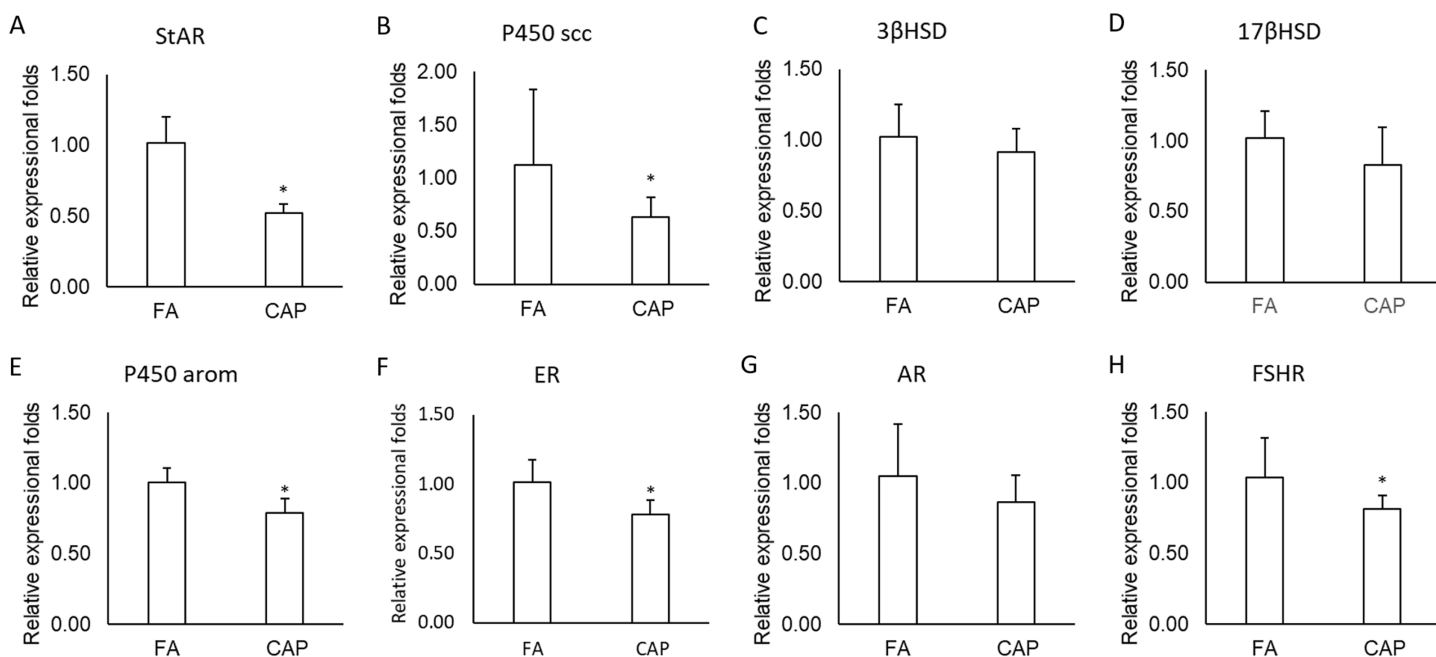 A
StAR
Relative expressional folds
1.50
1.00
0.50
0.00
*
FA
CAP
B
P450 scc
Relative expressional folds
2.00
1.50
1.00
0.50
0.00
*
FA
CAP
C
3βHSD
Relative expressional folds
1.50
1.00
0.50
0.00
FA
CAP
D
17βHSD
Relative expressional folds
1.50
1.00
0.50
0.00
FA
CAP
E
P450 arom
Relative expressional folds
1.50
1.00
0.50
0.00
*
FA
CAP
F
ER
Relative expressional folds
1.50
1.00
0.50
0.00
*
FA
CAP
G
AR
Relative expressional folds
1.50
1.00
0.50
0.00
FA
CAP
H
FSHR
Relative expressional folds
1.50
1.00
0.50
0.00
*
FA
CAP